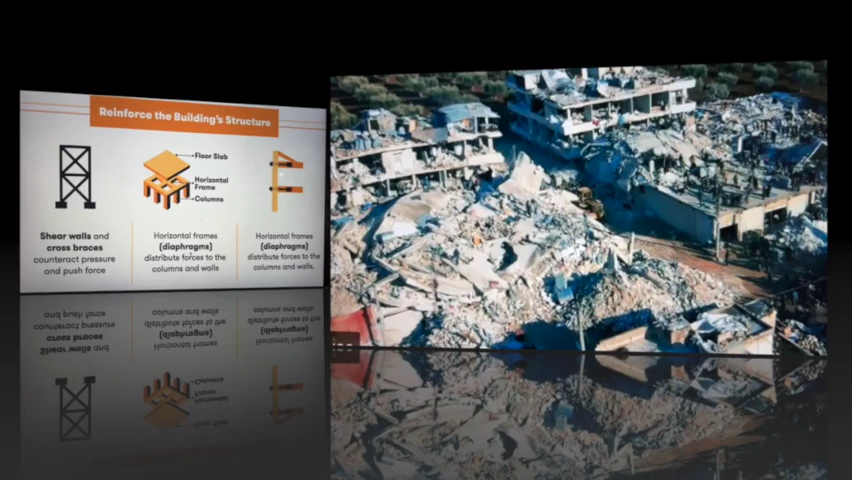 Reinforce the Building's Structure
Floor Slab
Horizontal
Frame
Columns
Shear walls and
cross braces
counteract pressure
and push force
Horizontal frames
(diaphragms)
distribute forces to the
columns and walls
Horizontal frames
(diaphragms)
distribute forces to the
columns and walls.